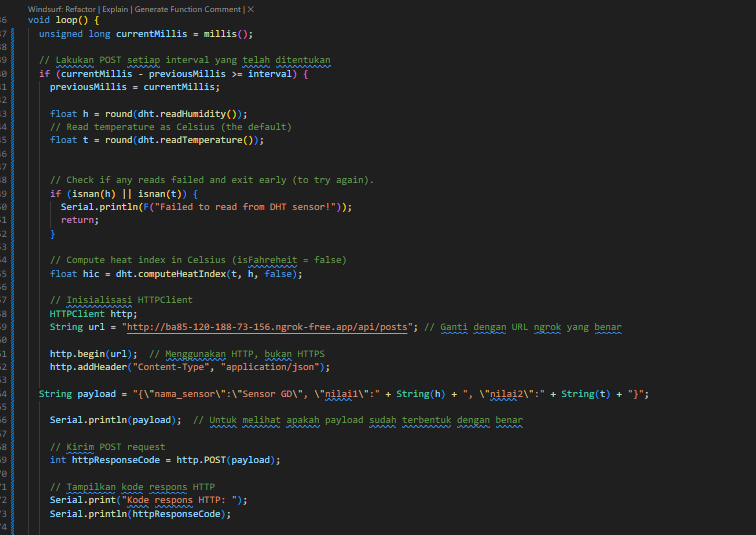 Windsurf: Refactor | Explain | Generate Function Comment | X
void loop() {
unsigned long currentMillis = millis();
// Lakukan POST setiap interval yang telah ditentukan
if (currentMillis - previousMillis >= interval) {
previousMillis = currentMillis;
float h = round(dht.readHumidity());
// Read temperature as Celsius (the default)
float t = round(dht.readTemperature());
// Check if any reads failed and exit early (to try again).
if (isnan(h) || isnan(t)) {
Serial.println(F("Failed to read from DHT sensor!"));
return;
}
// Compute heat index in Celsius (isFahreheit = false)
float hic = dht.computeHeatIndex(t, h, false);
// Inisialisasi HTTPClient
HTTPClient http;
String url = "http://ba85-120-188-73-156.ngrok-free.app/api/posts"; // Ganti dengan URL ngrok yang benar
http.begin(url);  // Menggunakan HTTP, bukan HTTPS
http.addHeader("Content-Type", "application/json");
String payload = "{\"nama_sensor\":\"Sensor GD\", \"nilai1\":" + String(h) + ", \"nilai2\":" + String(t) + "}";
Serial.println(payload);  // Untuk melihat apakah payload sudah terbentuk dengan benar
// Kirim POST request
int httpResponseCode = http.POST(payload);
// Tampilkan kode respons HTTP
Serial.print("Kode respons HTTP: ");
Serial.println(httpResponseCode);